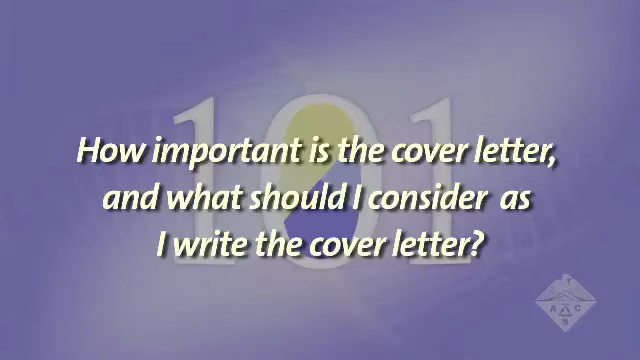 101
How important is the cover letter,
and what should I consider as
I write the cover letter?
A C
S